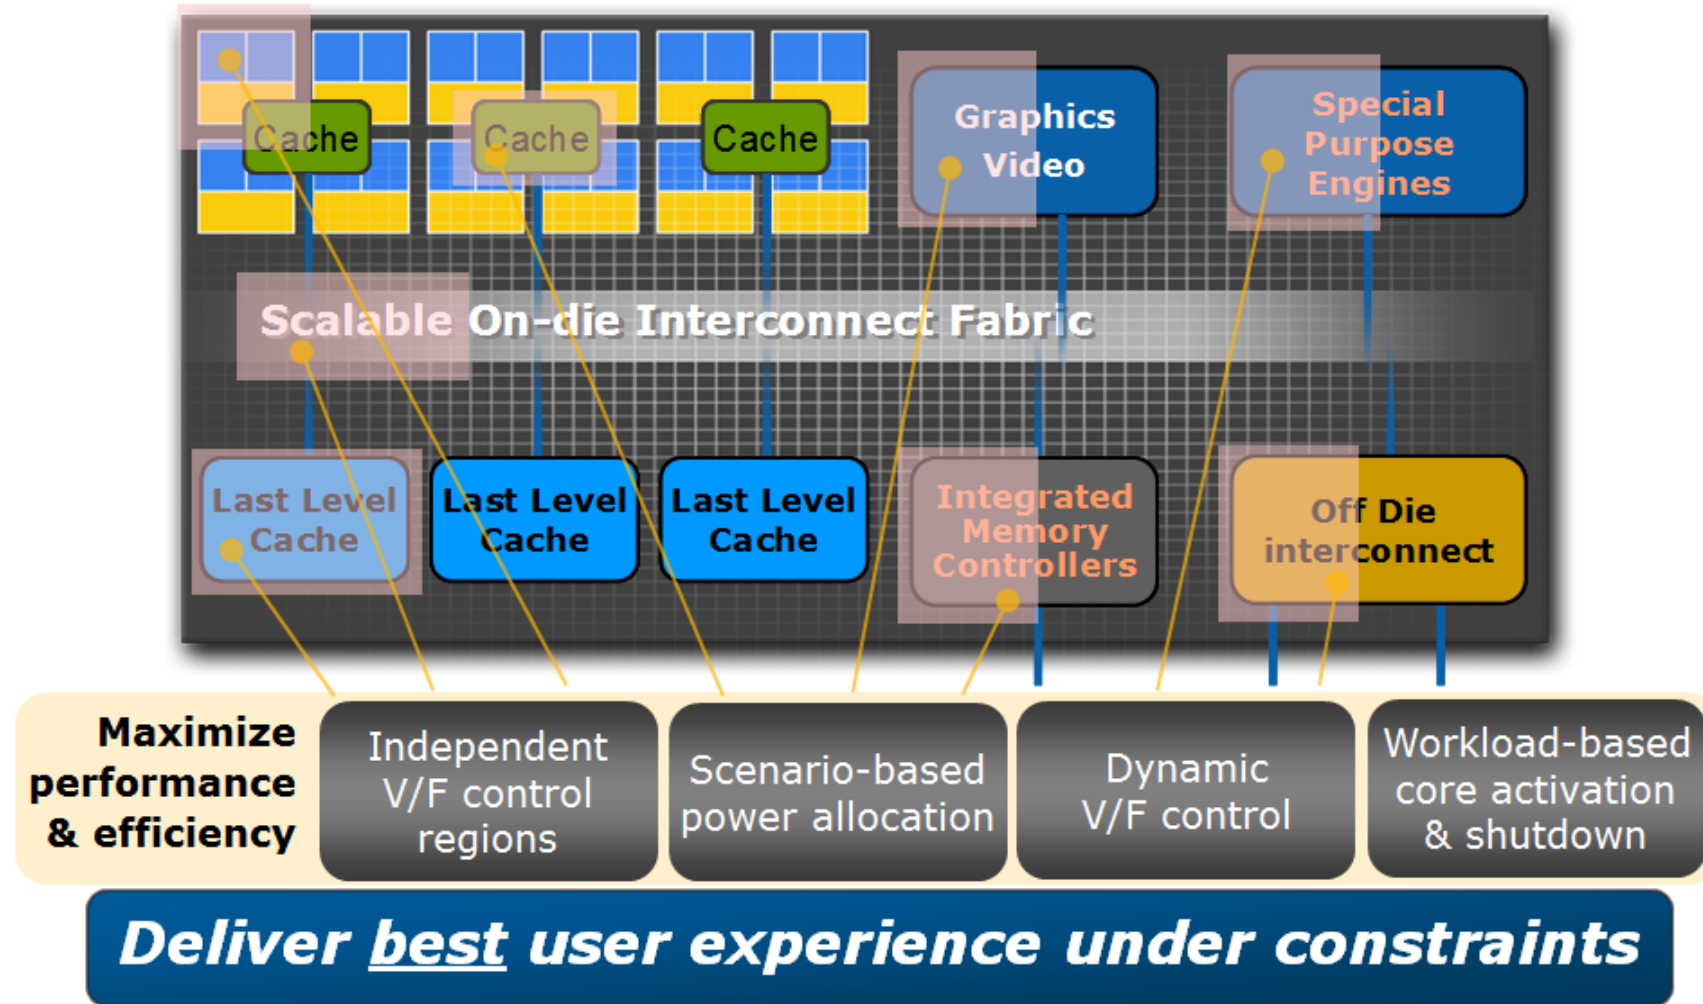 Cache
Cache
Cache
Graphics
Video
Special
Purpose
Engines
Scalable On-die Interconnect Fabric
Last Level
Cache
Last Level
Cache
Last Level
Cache
Integrated
Memory
Controllers
Off Die
interconnect
Maximize
performance
& efficiency
Independent
V/F control
regions
Scenario-based
power allocation
Dynamic
V/F control
Workload-based
core activation
& shutdown
Deliver best user experience under constraints